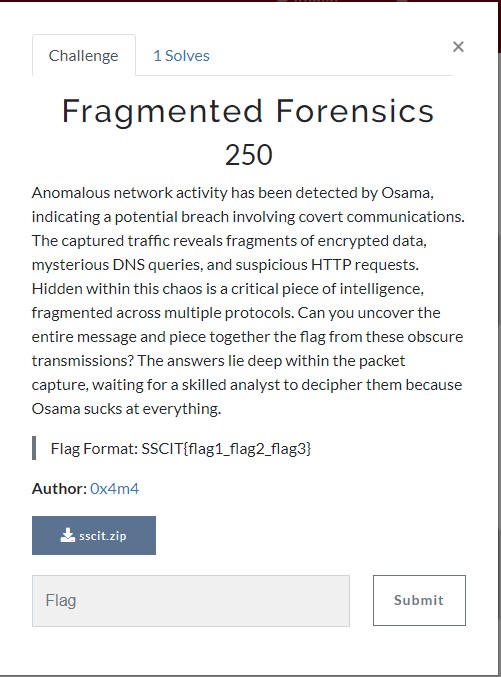 Challenge
1 Solves
×
Fragmented Forensics
250
Anomalous network activity has been detected by Osama,
indicating a potential breach involving covert communications.
The captured traffic reveals fragments of encrypted data,
mysterious DNS queries, and suspicious HTTP requests.
Hidden within this chaos is a critical piece of intelligence,
fragmented across multiple protocols. Can you uncover the
entire message and piece together the flag from these obscure
transmissions? The answers lie deep within the packet
capture, waiting for a skilled analyst to decipher them because
Osama sucks at everything.
Flag Format: SSCIT{flag1_flag2_flag3}
Author: 0x4m4
sscit.zip
Flag
Submit